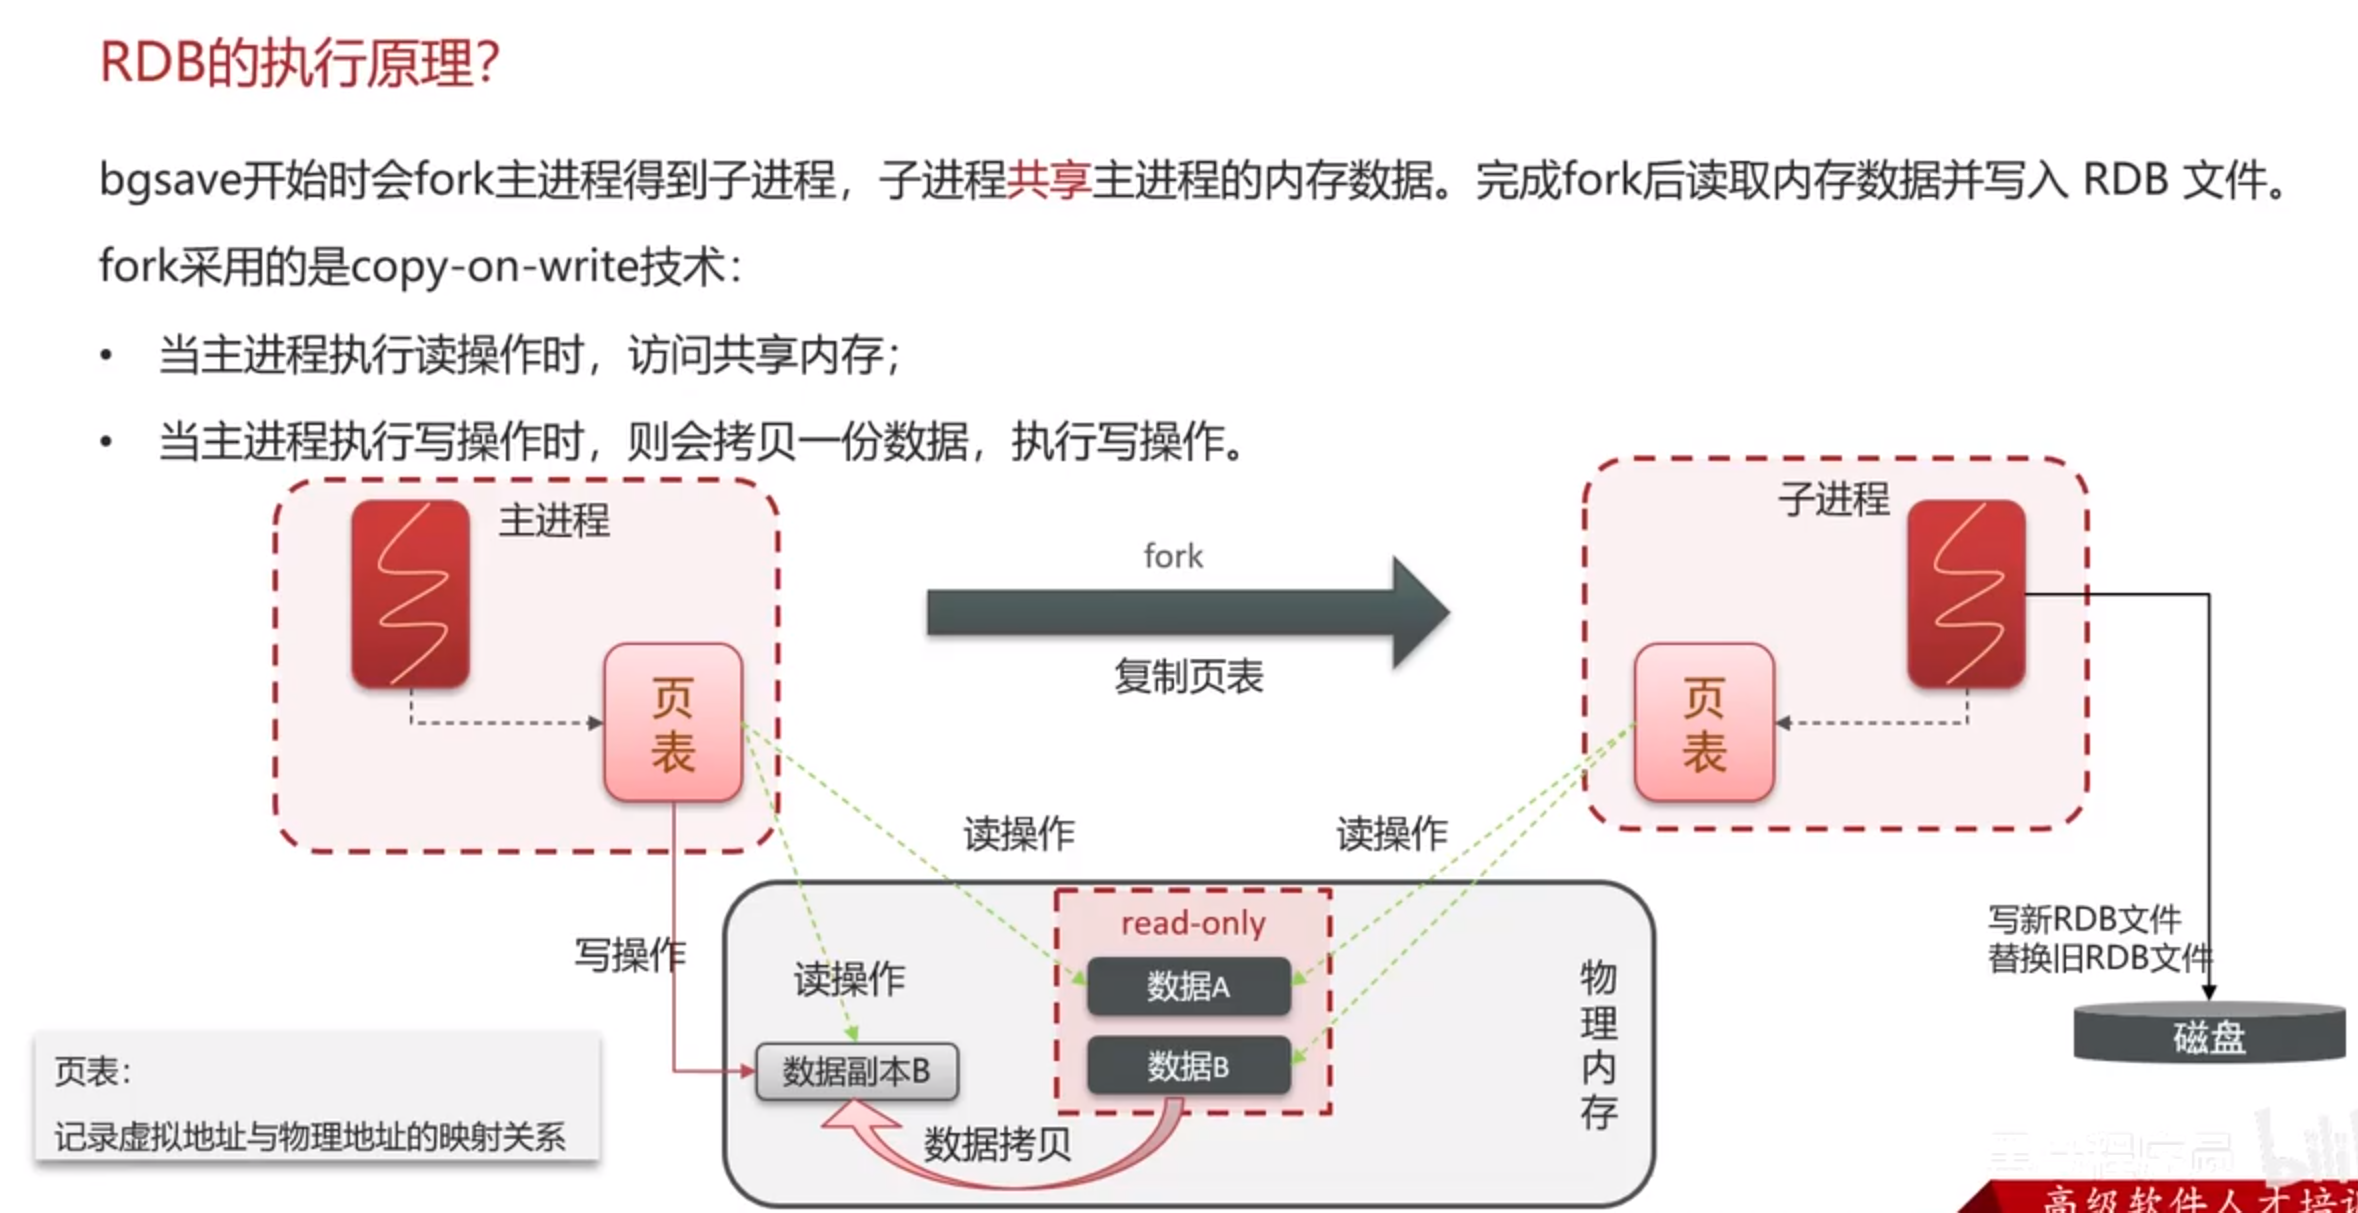 RDB的执行原理？
bgsave开始时会fork主进程得到子进程，子进程共享主进程的内存数据。完成fork后读取内存数据并写入 RDB 文件。
fork采用的是copy-on-write技术：
• 当主进程执行读操作时，访问共享内存；
• 当主进程执行写操作时，则会拷贝一份数据，执行写操作。
主进程
页
表
fork
复制页表
子进程
页
表
读操作
读操作
写操作
读操作
read-only
数据A
数据B
数据副本B
数据拷贝
物
理
内
存
写新RDB文件
替换旧RDB文件
磁盘
页表：
记录虚拟地址与物理地址的映射关系
高级软件人才培